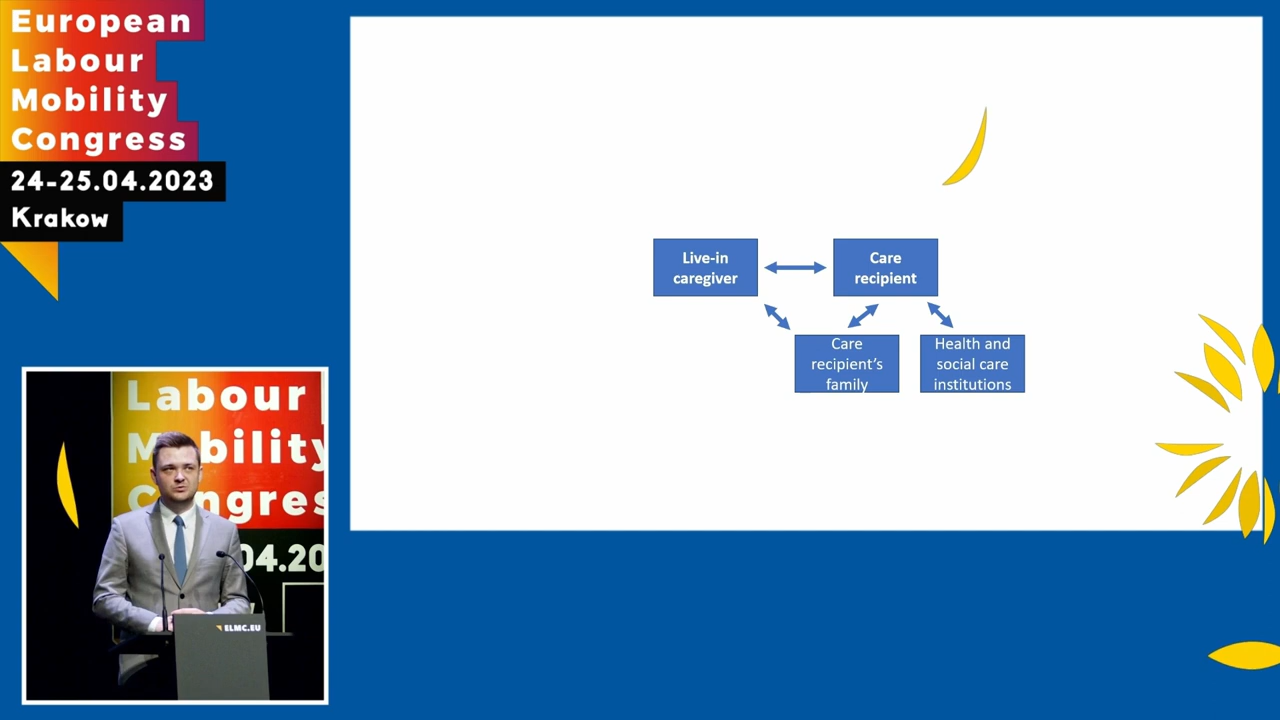 European
Labour
Mobility
Congress
24-25.04.2023
Krakow
Live-in
caregiver
Care
recipient
Care
recipient's
family
Health and
social care
institutions
Labour
Mobility
Congres
04.20
ELMC.EU